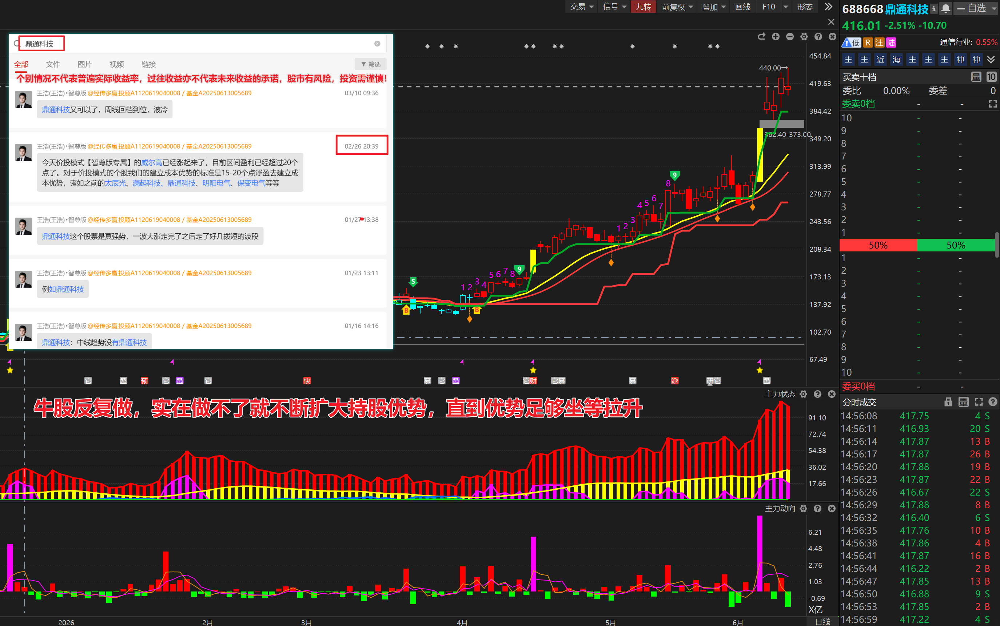 交易 信号 九转 前复权 叠加 画线 F10 形态
688668 鼎通科技 自选
416.01 -2.51% -10.70
低 R 注 陆 通信行业: 0.55%
主 主 近 海 主 主 主 神 神
鼎通科技
全部 文件 图片 视频 链接 筛选
个别情况不代表普遍实际收益率，过往收益亦不代表未来收益的承诺，股市有风险，投资需谨慎！
王浩(王浩)•智尊版 @经传多赢 投顾A1120619040008 / 基金A20250613005689 03/10 09:36
鼎通科技又可以了，周线回档到位，液冷
王浩(王浩)•智尊版 @经传多赢 投顾A1120619040008 / 基金A20250613005689 02/26 20:39
今天价投模式【智尊版专属】的威尔高已经涨起来了，目前区间盈利已经超过20个
点了。对于价投模式的个股我们的建立成本优势的标准是15-20个点浮盈去建立成
本优势，诸如之前的太辰光、澜起科技、鼎通科技、明阳电气、保变电气等等
王浩(王浩)•智尊版 @经传多赢 投顾A1120619040008 / 基金A20250613005689 01/27 13:38
鼎通科技这个股票是真强势，一波大涨走完了之后走了好几拨短的波段
王浩(王浩)•智尊版 @经传多赢 投顾A1120619040008 / 基金A20250613005689 01/23 13:11
例如鼎通科技
王浩(王浩)•智尊版 @经传多赢 投顾A1120619040008 / 基金A20250613005689 01/16 14:16
鼎通科技：中线趋势没有鼎通科技
440.00
362.40-373.00
S
B
B
1 2 3 4 5 6 7 8 9
1 2 3 4 5 6 7 8 9
454.84
419.63
384.42
349.20
313.99
278.77
243.56
208.34
173.13
137.92
102.70
67.49
它 叠 预 它 叠 它 快 募 它 叠 它 财 它 募 募 派 研 它 叠
主力状态
牛股反复做，实在做不了就不断扩大持股优势，直到优势足够坐等拉升
91.10
72.74
54.38
36.02
17.66
主力动向
6.21
4.48
2.76
1.03
-0.69
X亿
2026 2月 3月 4月 5月 6月 日线
买卖十档 量 10
委比 0.00% 委差 0
委卖0档 - -
10 - -
9 - -
8 - -
7 - -
6 - -
5 - -
4 - -
3 - -
2 - -
1 - -
50% 50%
1 - -
2 - -
3 - -
4 - -
5 - -
6 - -
7 - -
8 - -
9 - -
10 - -
委买0档 - -
分时成交 量
14:56:08 417.75 4 S
14:56:11 416.93 20 S
14:56:14 417.87 13 B
14:56:17 417.87 26 B
14:56:20 417.88 19 B
14:56:23 417.87 22 B
14:56:26 416.67 22 S
14:56:29 417.88 8 B
14:56:32 416.40 6 S
14:56:35 417.76 10 B
14:56:38 417.86 4 B
14:56:41 417.87 16 B
14:56:44 416.22 2 B
14:56:47 417.85 13 B
14:56:50 416.88 9 S
14:56:53 417.85 2 B
14:56:59 417.22 4 S